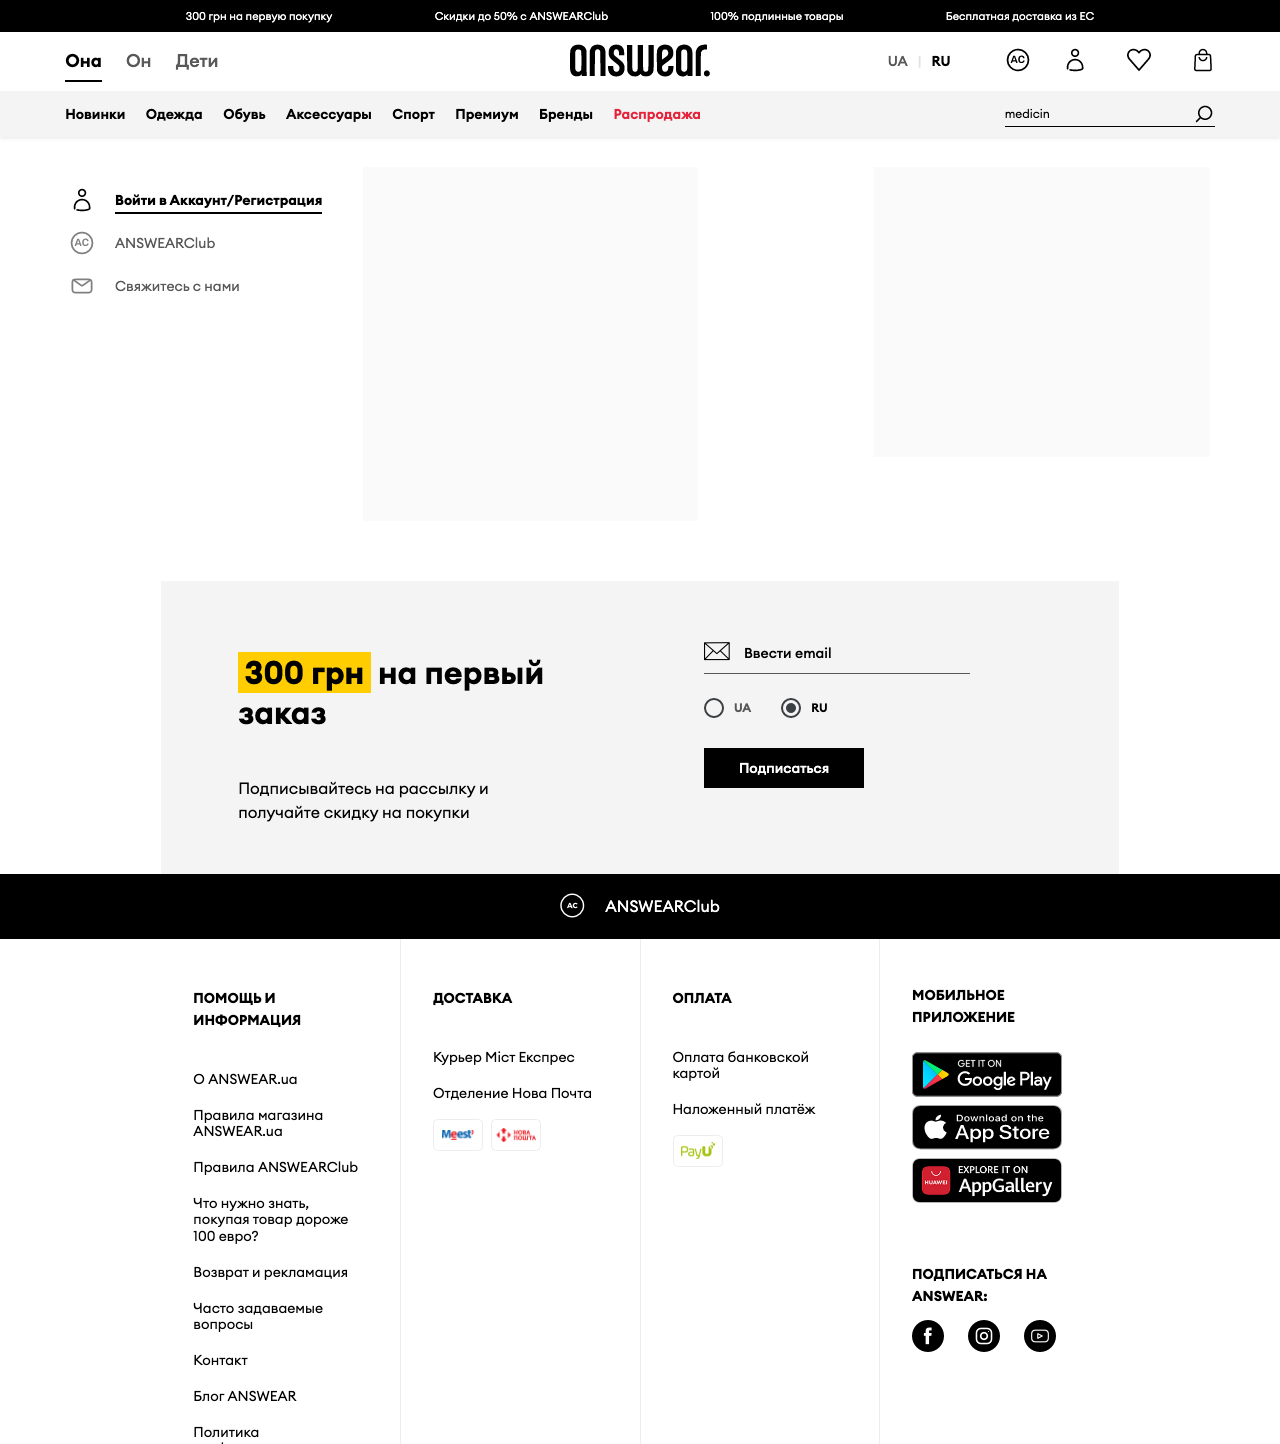 300 грн на первую покупку
Скидки до 50% с ANSWEARClub
100% подлинные товары
Бесплатная доставка из ЕС
Она
Он
Дети
answear.
UA | RU
AC
Новинки
Одежда
Обувь
Аксессуары
Спорт
Премиум
Бренды
Распродажа
medicin
Войти в Аккаунт/Регистрация
AC
ANSWEARClub
Свяжитесь с нами
300 грн на первый
заказ
Подписывайтесь на рассылку и
получайте скидку на покупки
Ввести email
UA
RU
Подписаться
AC
ANSWEARClub
ПОМОЩЬ И
ИНФОРМАЦИЯ
О ANSWEAR.ua
Правила магазина
ANSWEAR.ua
Правила ANSWEARClub
Что нужно знать,
покупая товар дороже
100 евро?
Возврат и рекламация
Часто задаваемые
вопросы
Контакт
Блог ANSWEAR
Политика
ДОСТАВКА
Курьер Міст Експрес
Отделение Нова Почта
Meest
НОВА
ПОШТА
ОПЛАТА
Оплата банковской
картой
Наложенный платёж
PayU
МОБИЛЬНОЕ
ПРИЛОЖЕНИЕ
GET IT ON
Google Play
Download on the
App Store
HUAWEI
EXPLORE IT ON
AppGallery
ПОДПИСАТЬСЯ НА
ANSWEAR: